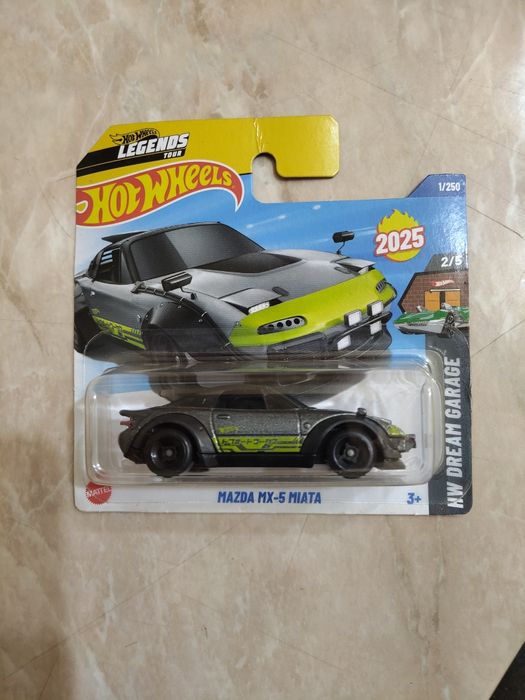 HOT WHEELS
LEGENDS
TOUR
HOT WHEELS
1/250
2025
2/5
HW DREAM GARAGE
MATTEL
MAZDA MX-5 MIATA
3+